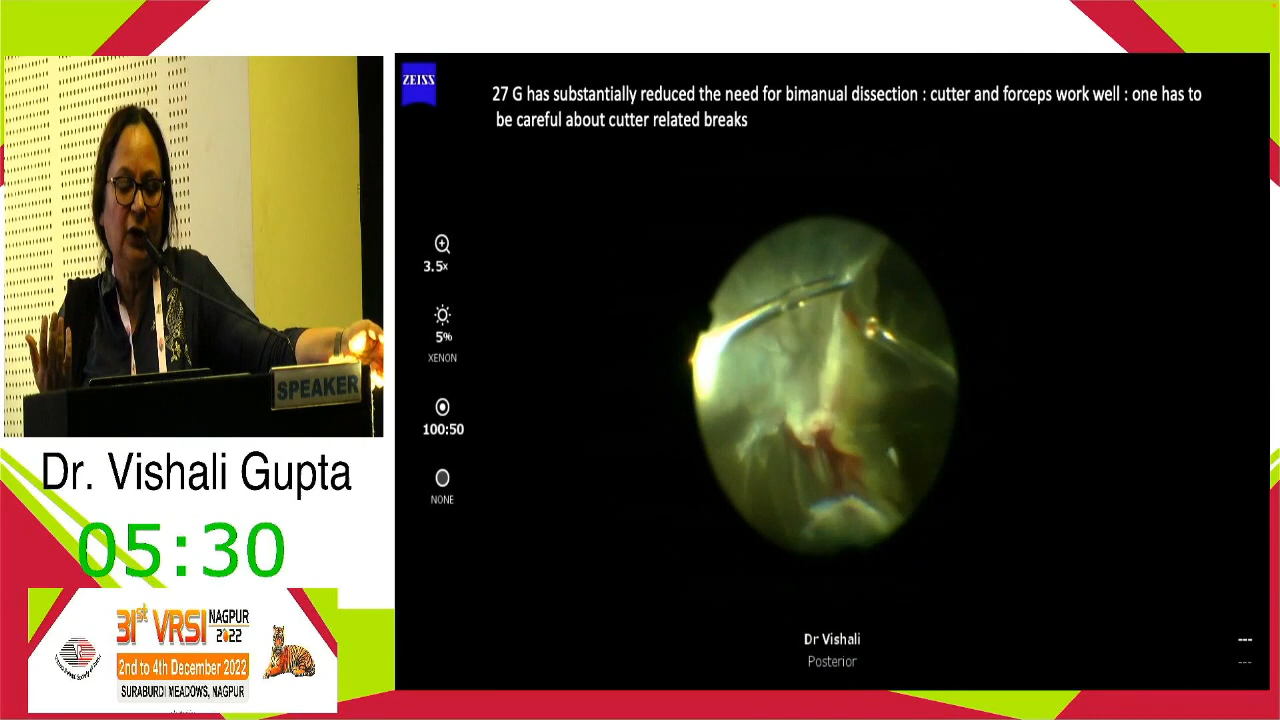 ZEISS
27 G has substantially reduced the need for bimanual dissection : cutter and forceps work well : one has to
be careful about cutter related breaks
3.5x
5%
XENON
100:50
NONE
Dr Vishali
Posterior
---
---
SPEAKER
Dr. Vishali Gupta
05:30
31st VRSI
NAGPUR
2022
2nd to 4th December 2022
SURABURDI MEADOWS, NAGPUR